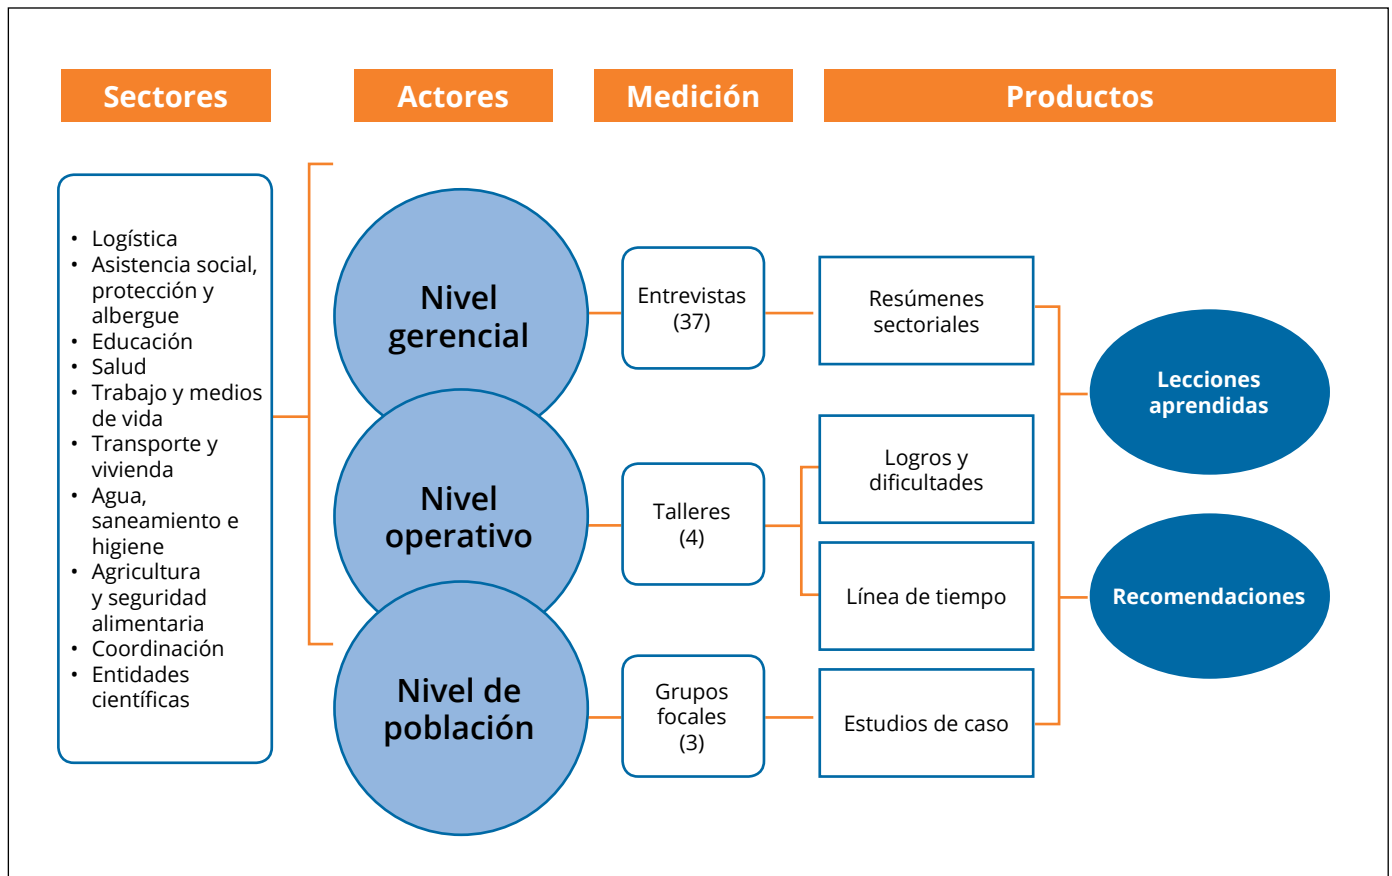 Sectores
Actores
Medición
Productos
• Logística
• Asistencia social,
protección y
albergue
• Educación
• Salud
• Trabajo y medios
de vida
• Transporte y
vivienda
• Agua,
saneamiento e
higiene
• Agricultura
y seguridad
alimentaria
• Coordinación
• Entidades
científicas
Nivel
gerencial
Nivel
operativo
Nivel de
población
Entrevistas
(37)
Talleres
(4)
Grupos
focales
(3)
Resúmenes
sectoriales
Logros y
dificultades
Línea de tiempo
Estudios de caso
Lecciones
aprendidas
Recomendaciones